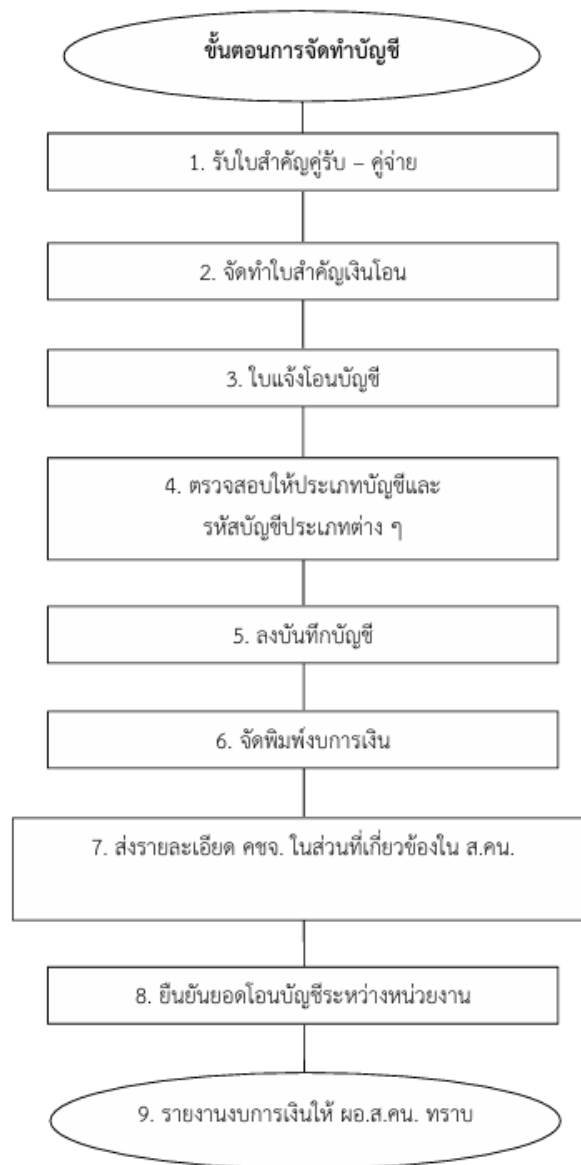 ขั้นตอนการจัดทำบัญชี
1. รับใบสำคัญคู่รับ – คู่จ่าย
2. จัดทำใบสำคัญเงินโอน
3. ใบแจ้งโอนบัญชี
4. ตรวจสอบให้ประเภทบัญชีและ
รหัสบัญชีประเภทต่าง ๆ
5. ลงบันทึกบัญชี
6. จัดพิมพ์งบการเงิน
7. ส่งรายละเอียด คชจ. ในส่วนที่เกี่ยวข้องใน ส.คน.
8. ยืนยันยอดโอนบัญชีระหว่างหน่วยงาน
9. รายงานงบการเงินให้ ผอ.ส.คน. ทราบ